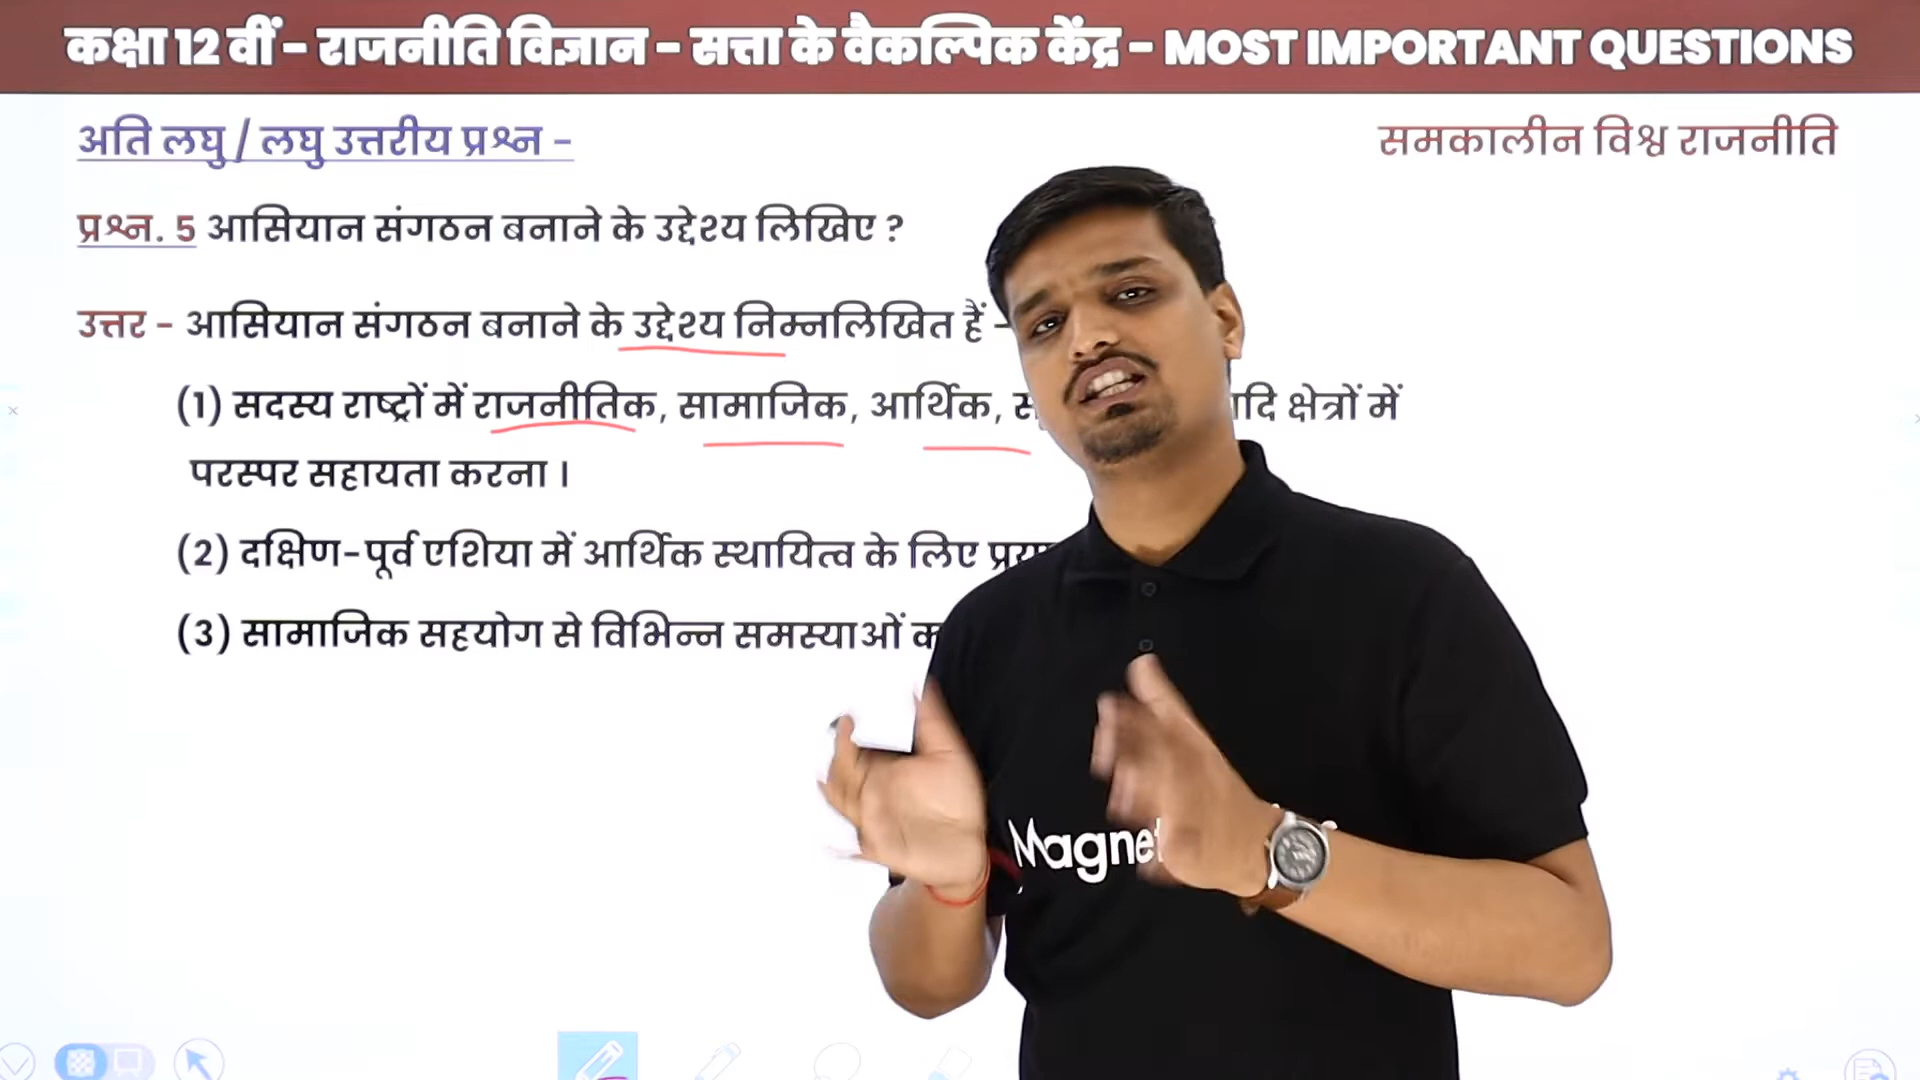 कक्षा 12 वीं - राजनीति विज्ञान - सत्ता के वैकल्पिक केंद्र - MOST IMPORTANT QUESTIONS
अति लघु / लघु उत्तरीय प्रश्न -
समकालीन विश्व राजनीति
प्रश्न. 5 आसियान संगठन बनाने के उद्देश्य लिखिए ?
उत्तर - आसियान संगठन बनाने के उद्देश्य निम्नलिखित हैं -
(1) सदस्य राष्ट्रों में राजनीतिक, सामाजिक, आर्थिक, क्षेत्रों में
परस्पर सहायता करना ।
(2) दक्षिण-पूर्व एशिया में आर्थिक स्थायित्व के लिए
(3) सामाजिक सहयोग से विभिन्न समस्याओं
Magnet